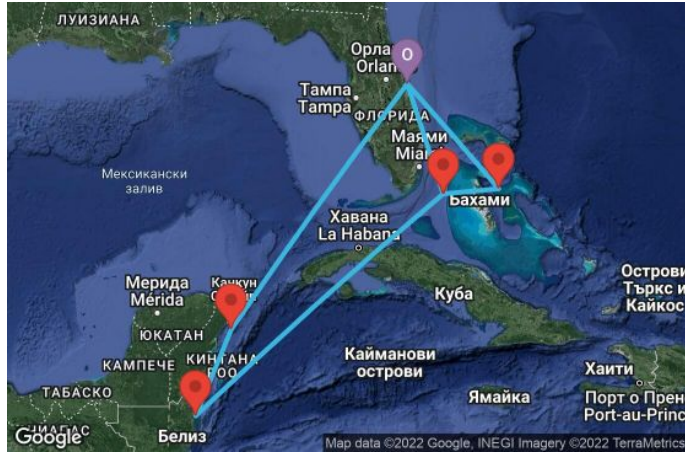 ЛУИЗИАНА
O
Орла
Orlan
Тампа
Tampa
ФЛОРИДА
Маями
Miami
Мексикански
залив
Бахами
Хавана
La Habana
Канкун
Мерида
Mérida
ЮКАТАН
КАМПЕЧЕ
КИНТАНА
РОО
ТАБАСКО
ЧИАПАС
Белиз
Куба
Кайманови
острови
Ямайка
Острови
Търкс и
Кайкос
Хаити
Порт о Пренс
Port-au-Princ
Google
Map data ©2022 Google, INEGI Imagery ©2022 TerraMetrics